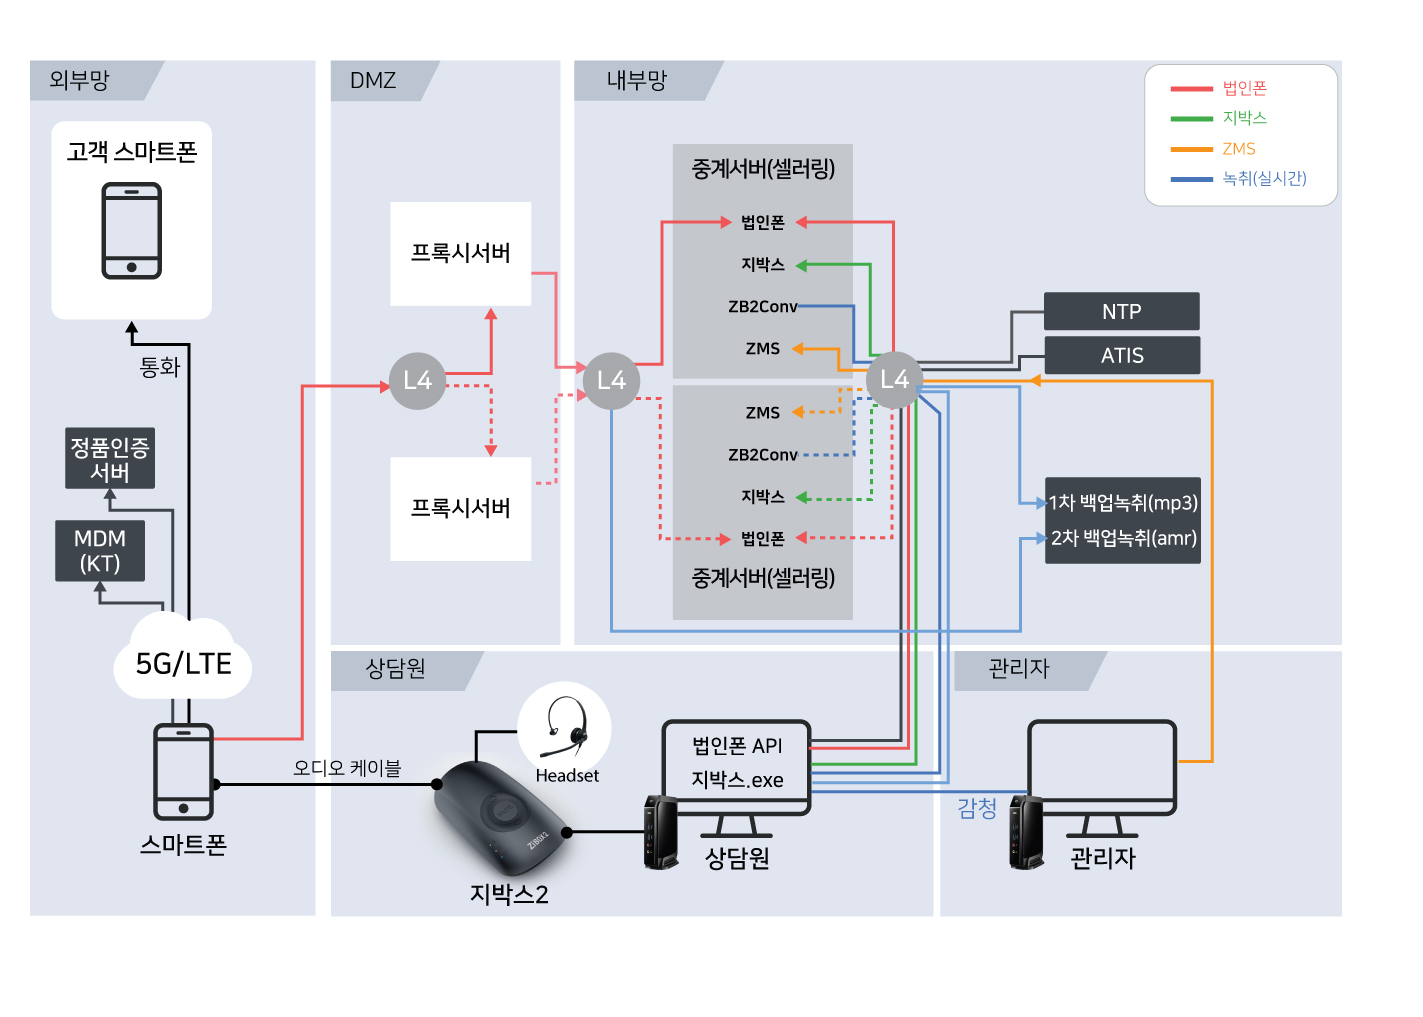 외부망
DMZ
내부망
법인폰
지박스
ZMS
녹취(실시간)
고객 스마트폰
통화
정품인증
서버
MDM
(KT)
5G/LTE
스마트폰
프록시서버
L4
프록시서버
L4
중계서버(셀러링)
법인폰
지박스
ZB2Conv
ZMS
L4
ZMS
ZB2Conv
지박스
법인폰
중계서버(셀러링)
NTP
ATIS
1차 백업녹취(mp3)
2차 백업녹취(amr)
상담원
오디오 케이블
Headset
ZiBOX2
지박스2
법인폰 API
지박스.exe
상담원
관리자
감청
관리자